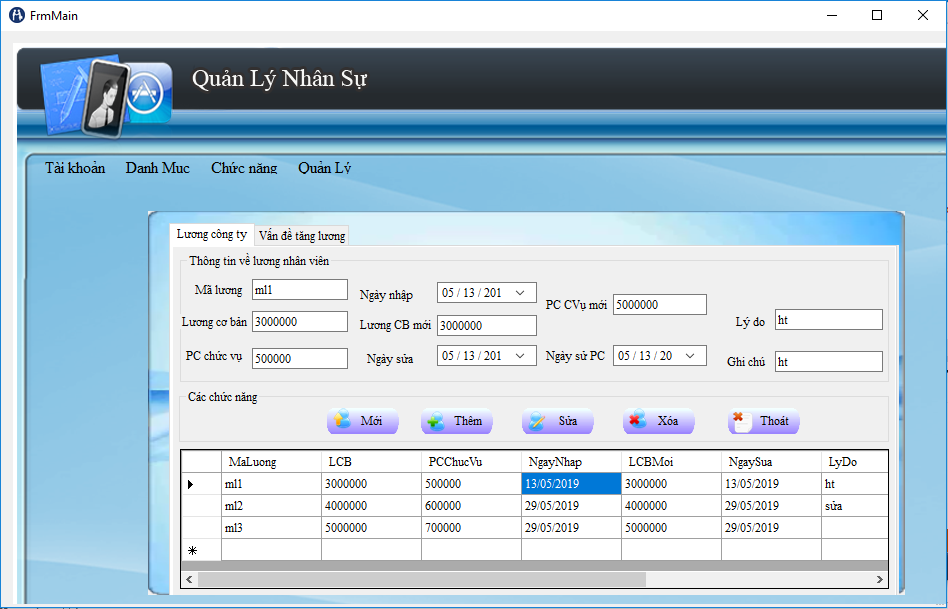 FrmMain
Quản Lý Nhân Sự
Tài khoản Danh Muc Chức năng Quản Lý
Lương công ty Vấn đề tăng lương
Thông tin về lương nhân viên
Mã lương ml1 Ngày nhập 05 / 13 / 201 PC CVụ mới 5000000 Lý do ht
Lương cơ bản 3000000 Lương CB mới 3000000
PC chức vụ 500000 Ngày sửa 05 / 13 / 201 Ngày sử PC 05 / 13 / 20 Ghi chú ht
Các chức năng
Mới Thêm Sửa Xóa Thoát
MaLuong LCB PCChucVu NgayNhap LCBMoi NgaySua LyDo
ml1 3000000 500000 13/05/2019 3000000 13/05/2019 ht
ml2 4000000 600000 29/05/2019 4000000 29/05/2019 sửa
ml3 5000000 700000 29/05/2019 5000000 29/05/2019